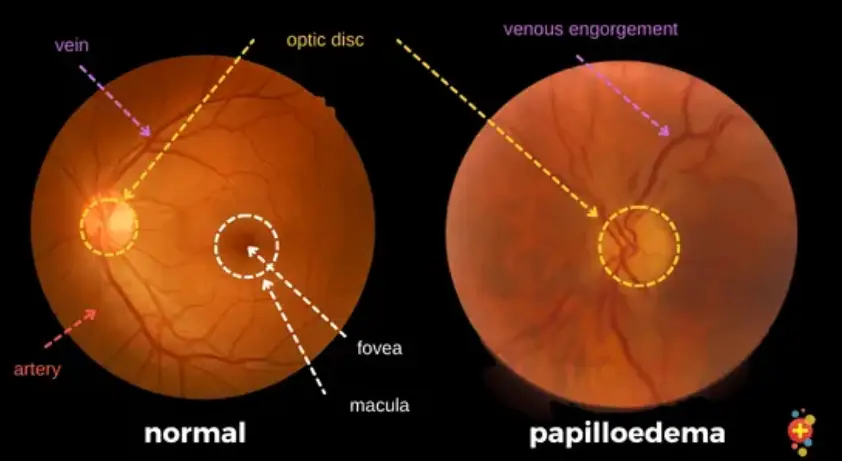 vein
optic disc
venous engorgement
artery
fovea
macula
normal
papilloedema